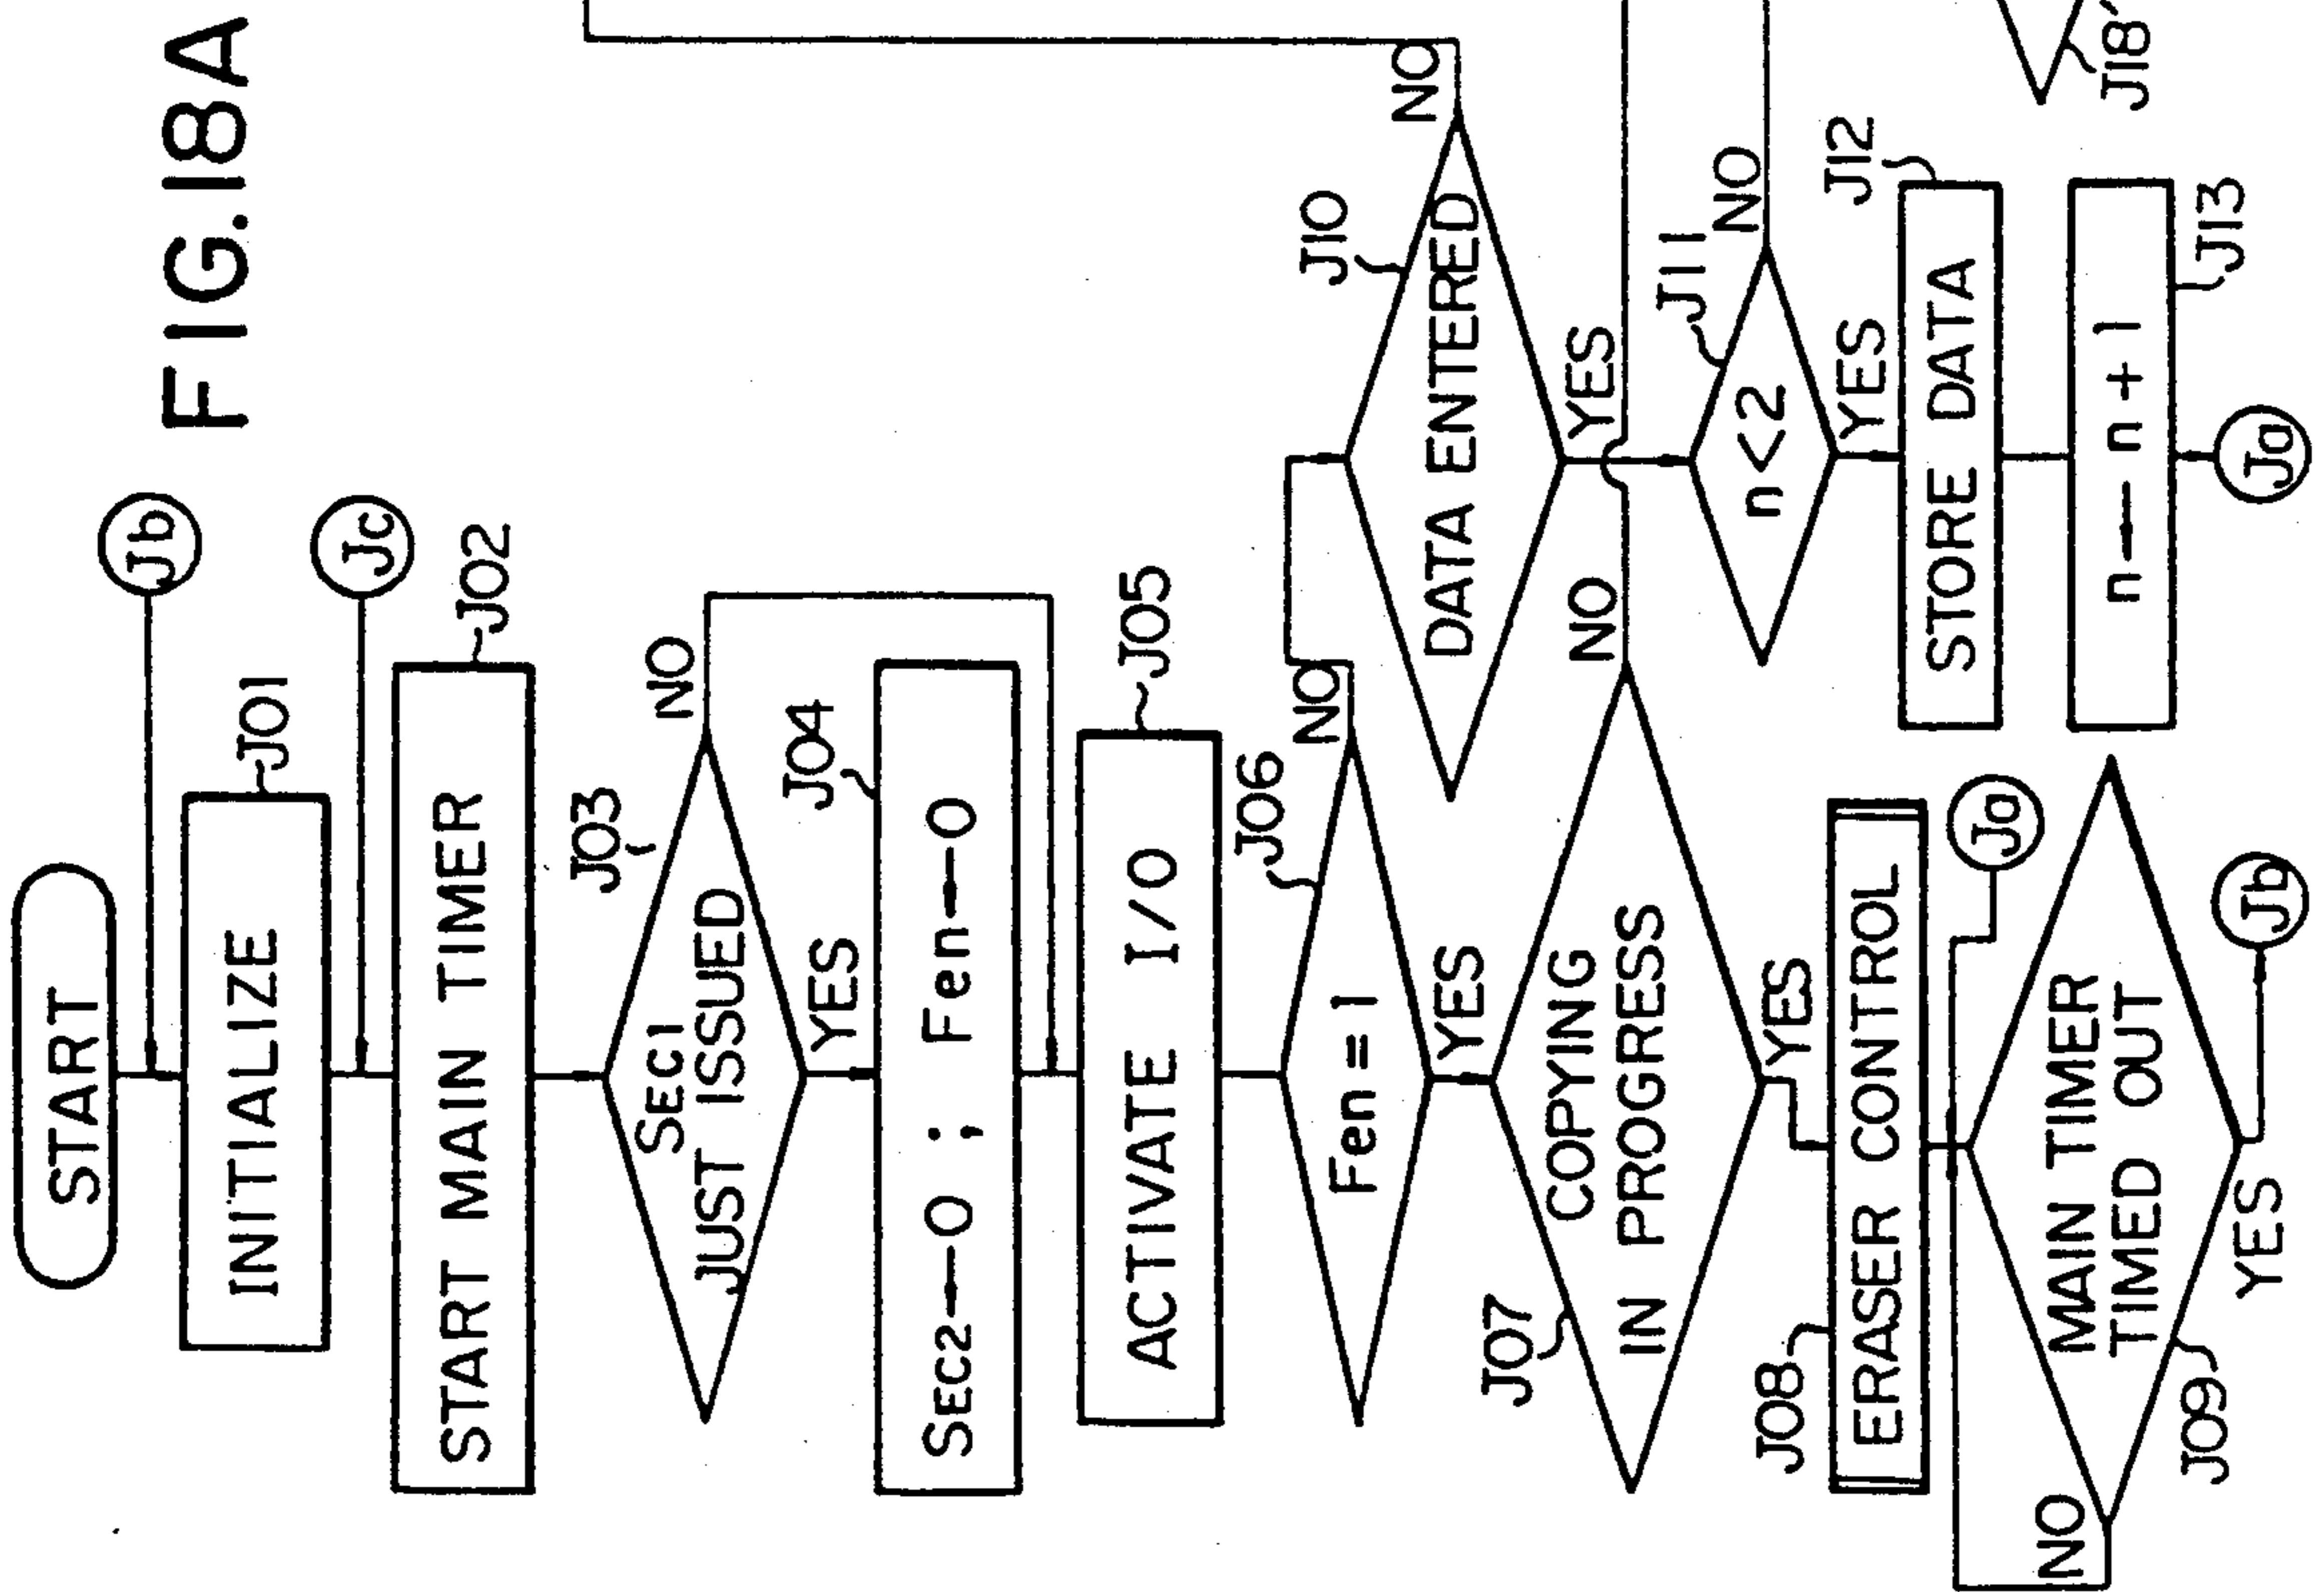 FIG.18A
START
Jb
INITIALIZE
J01
Jc
START MAIN TIMER
J02
J03
SEC1
JUST ISSUED
NO
YES
J04
SEC2←0 ; Fen←0
ACTIVATE I/O
J05
J06
Fen = 1
NO
YES
J07
COPYING
IN PROGRESS
NO
YES
J08
ERASER CONTROL
Ja
MAIN TIMER
TIMED OUT
NO
J09
YES
Jb
J10
DATA ENTERED
NO
YES
J11
n<2
NO
YES
J12
STORE DATA
n←n+1
J13
Ja
J18